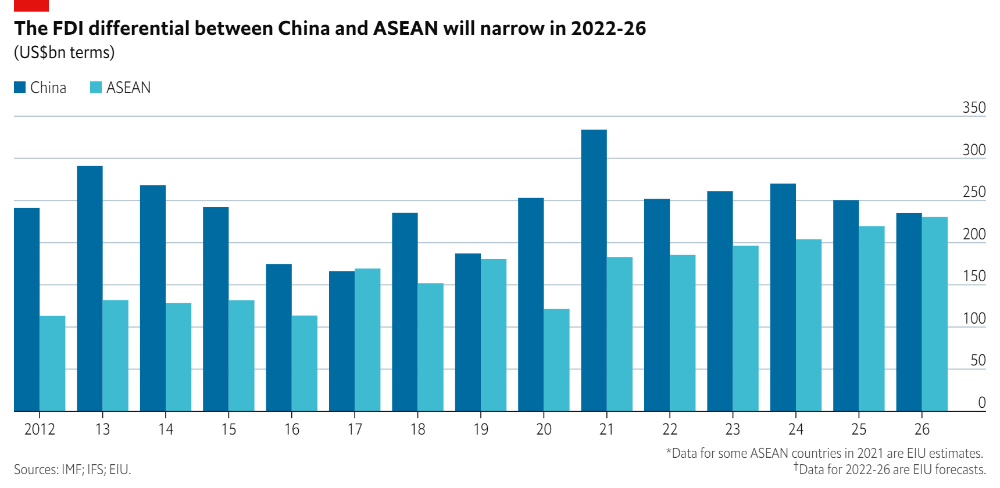 The FDI differential between China and ASEAN will narrow in 2022-26
(US$bn terms)
China ASEAN
350
300
250
200
150
100
50
0
2012 13 14 15 16 17 18 19 20 21 22 23 24 25 26
*Data for some ASEAN countries in 2021 are EIU estimates.
Sources: IMF; IFS; EIU. †Data for 2022-26 are EIU forecasts.